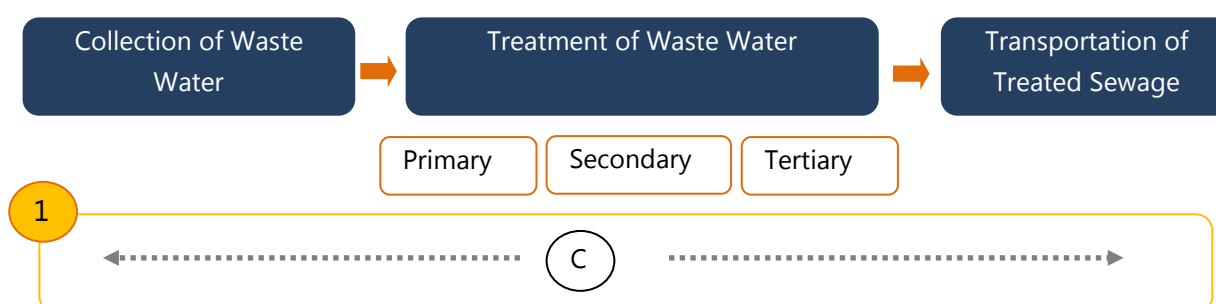 Collection of Waste
Water
Treatment of Waste Water
Transportation of
Treated Sewage
Primary
Secondary
Tertiary
1
C